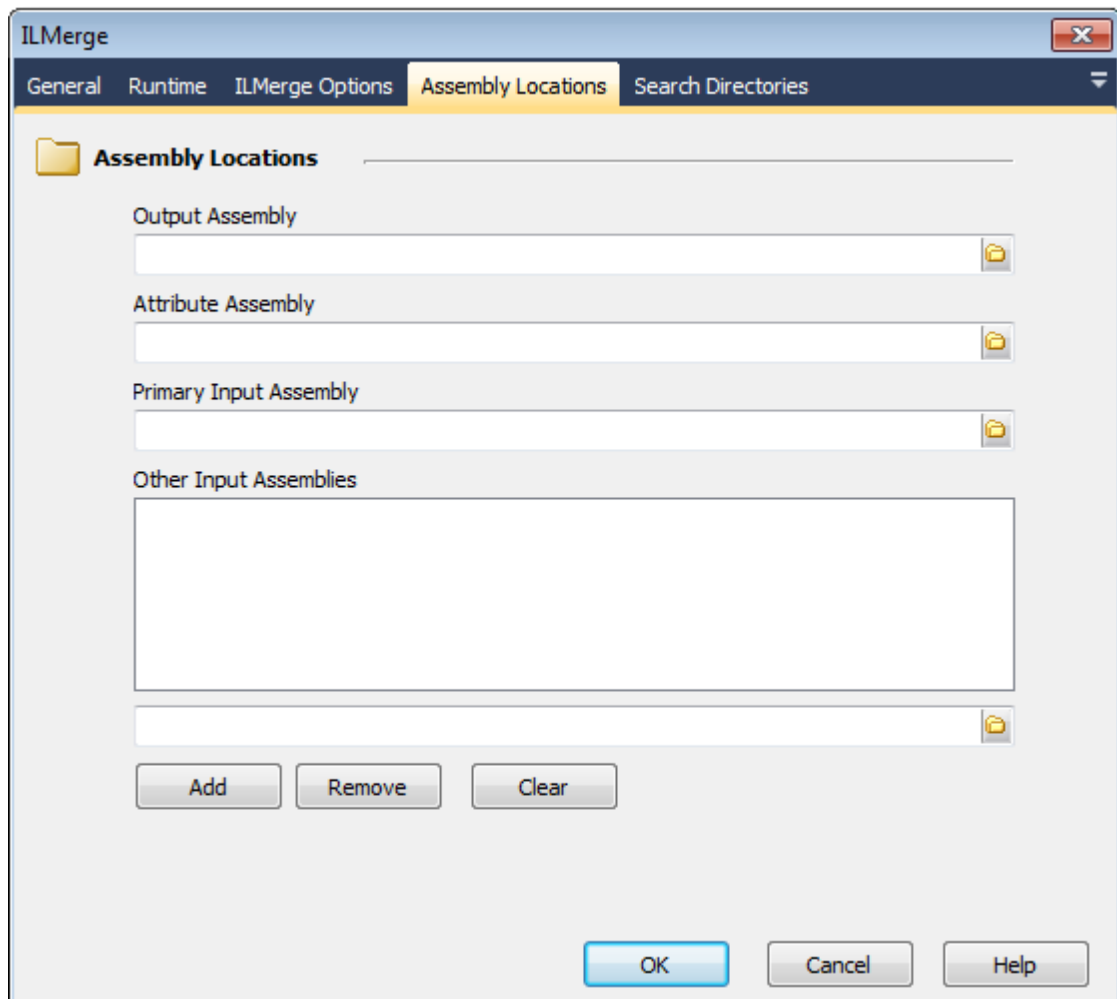 ILMerge
General Runtime ILMerge Options Assembly Locations Search Directories
Assembly Locations
Output Assembly
Attribute Assembly
Primary Input Assembly
Other Input Assemblies
Add Remove Clear
OK Cancel Help